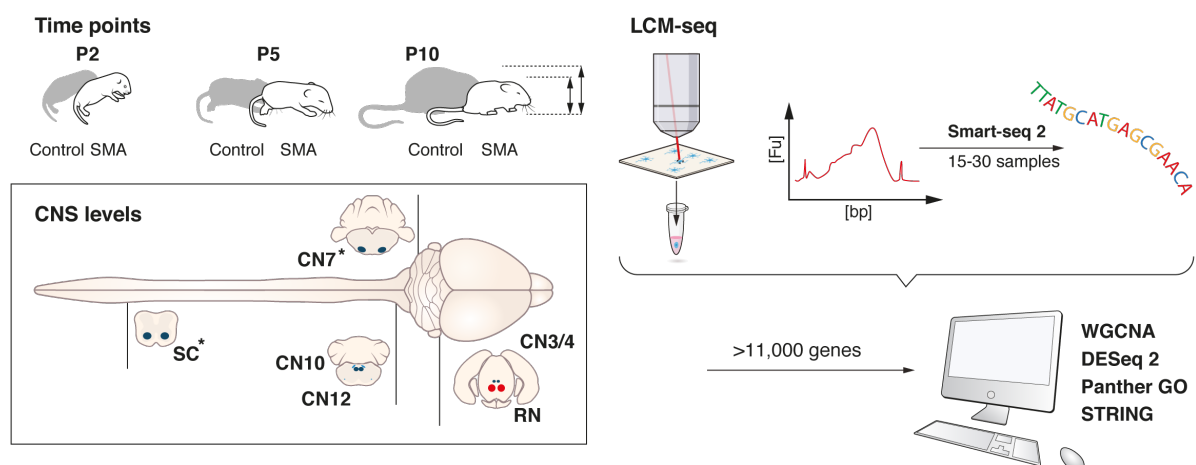 Time points
P2
P5
P10
Control SMA
Control SMA
Control SMA
CNS levels
CN7*
SC*
CN10
CN12
CN3/4
RN
LCM-seq
[Fu]
[bp]
Smart-seq 2
15-30 samples
TTATGCATGAGCGAACA
>11,000 genes
WGCNA
DESeq 2
Panther GO
STRING